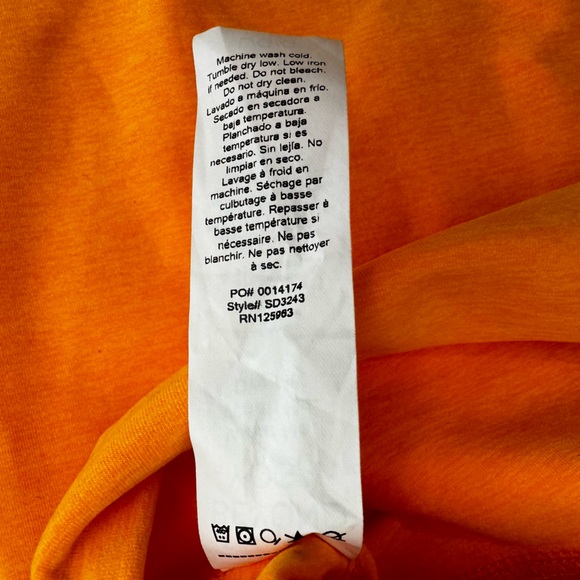 Machine wash cold.
Tumble dry low. Low iron
if needed. Do not bleach.
Do not dry clean.
Lavado a máquina en frío.
Secado en secadora a
baja temperatura.
Planchado a baja
temperatura si es
necesario. Sin lejía. No
limpiar en seco.
Lavage à froid en
machine. Séchage par
culbutage à basse
température. Repasser à
basse température si
nécessaire. Ne pas
blanchir. Ne pas nettoyer
à sec.
PO# 0014174
Style# SD3243
RN125963